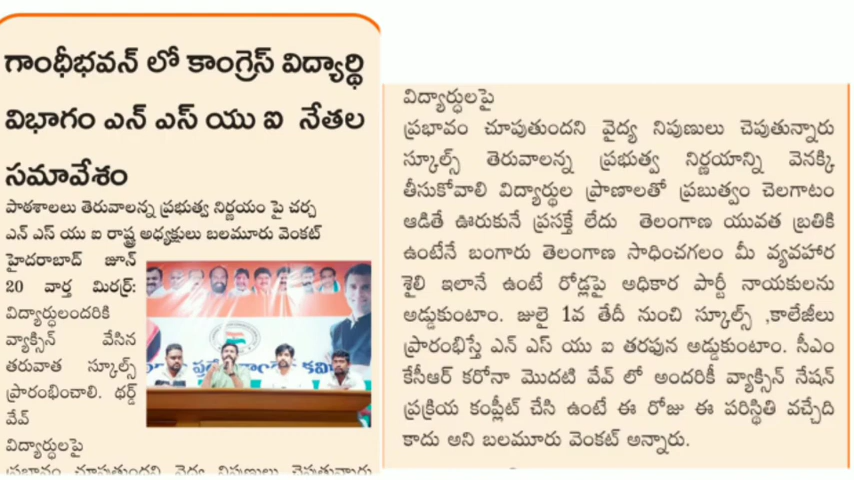 గాంధీభవన్ లో కాంగ్రెస్ విద్యార్థి
విభాగం ఎన్ ఎస్ యు ఐ నేతల
సమావేశం
పాఠశాలలు తెరువాలన్న ప్రభుత్వ నిర్ణయం పై చర్చ
ఎన్ ఎస్ యు ఐ రాష్ట్ర అధ్యక్షులు బలమూరు వెంకట్
హైదరాబాద్ జూన్
20 వార్త మిరర్:
విద్యార్థులందరికి
వ్యాక్సిన్ వేసిన
తరువాత స్కూల్స్
ప్రారంభించాలి. థర్డ్
వేవ్
విద్యార్ధులపై
ప్రభావం చూపుతుందని వైద్య నిపుణులు చెపుతున్నారు
విద్యార్ధులపై
ప్రభావం చూపుతుందని వైద్య నిపుణులు చెపుతున్నారు
స్కూల్స్ తెరువాలన్న ప్రభుత్వ నిర్ణయాన్ని వెనక్కి
తీసుకోవాలి విద్యార్థుల ప్రాణాలతో ప్రబుత్వం చెలగాటం
ఆడితే ఊరుకునే ప్రసక్తే లేదు తెలంగాణ యువత బ్రతికి
ఉంటేనే బంగారు తెలంగాణ సాధించగలం మీ వ్యవహార
శైలి ఇలానే ఉంటే రోడ్లపై అధికార పార్టీ నాయకులను
అడ్డుకుంటాం. జులై 1వ తేదీ నుంచి స్కూల్స్ ,కాలేజీలు
ప్రారంభిస్తే ఎన్ ఎస్ యు ఐ తరపున అడ్డుకుంటాం. సీఎం
కేసీఆర్ కరోనా మొదటి వేవ్ లో అందరికీ వ్యాక్సిన్ నేషన్
ప్రక్రియ కంప్లీట్ చేసి ఉంటే ఈ రోజు ఈ పరిస్థితి వచ్చేది
కాదు అని బలమూరు వెంకట్ అన్నారు.